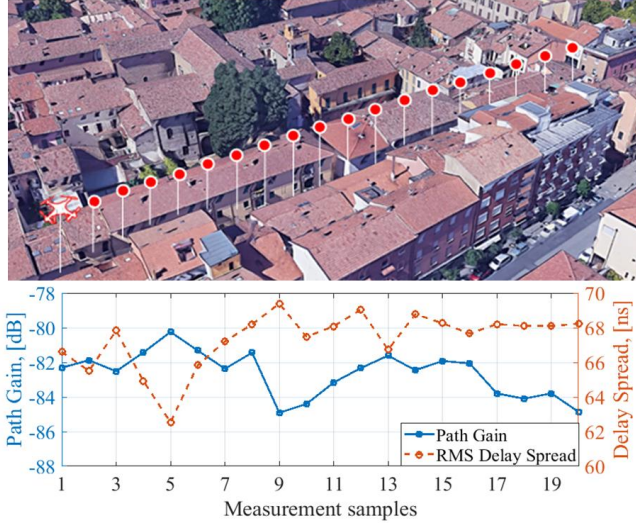 -78
-80
-82
-84
-86
-88
Path Gain, [dB]
70
68
66
64
62
60
Delay Spread, [ns]
Path Gain
RMS Delay Spread
1 3 5 7 9 11 13 15 17 19
Measurement samples